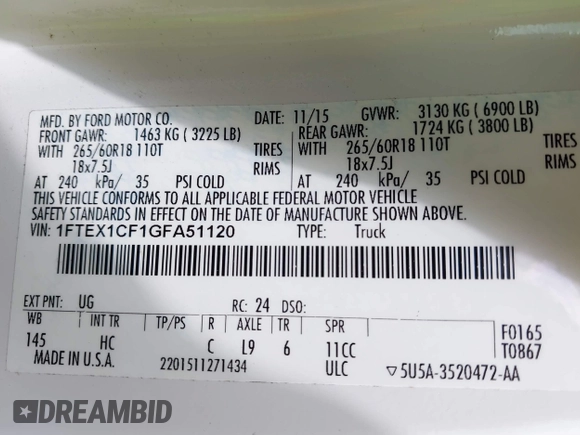 MFD. BY FORD MOTOR CO. DATE: 11/15 GVWR: 3130 KG ( 6900 LB)
FRONT GAWR: 1463 KG ( 3225 LB) REAR GAWR: 1724 KG ( 3800 LB)
WITH 265/60R18 110T TIRES WITH 265/60R18 110T TIRES
18x7.5J RIMS 18x7.5J RIMS
AT 240 kPa/ 35 PSI COLD AT 240 kPa/ 35 PSI COLD
THIS VEHICLE CONFORMS TO ALL APPLICABLE FEDERAL MOTOR VEHICLE
SAFETY STANDARDS IN EFFECT ON THE DATE OF MANUFACTURE SHOWN ABOVE.
VIN: 1FTEX1CF1GFA51120 TYPE: Truck
EXT PNT: UG RC: 24 DSO:
WB INT TR TP/PS R AXLE TR SPR F0165
145 HC C L9 6 11CC T0867
MADE IN U.S.A. 2201511271434 ULC ▽5U5A-3520472-AA
DREAMBID